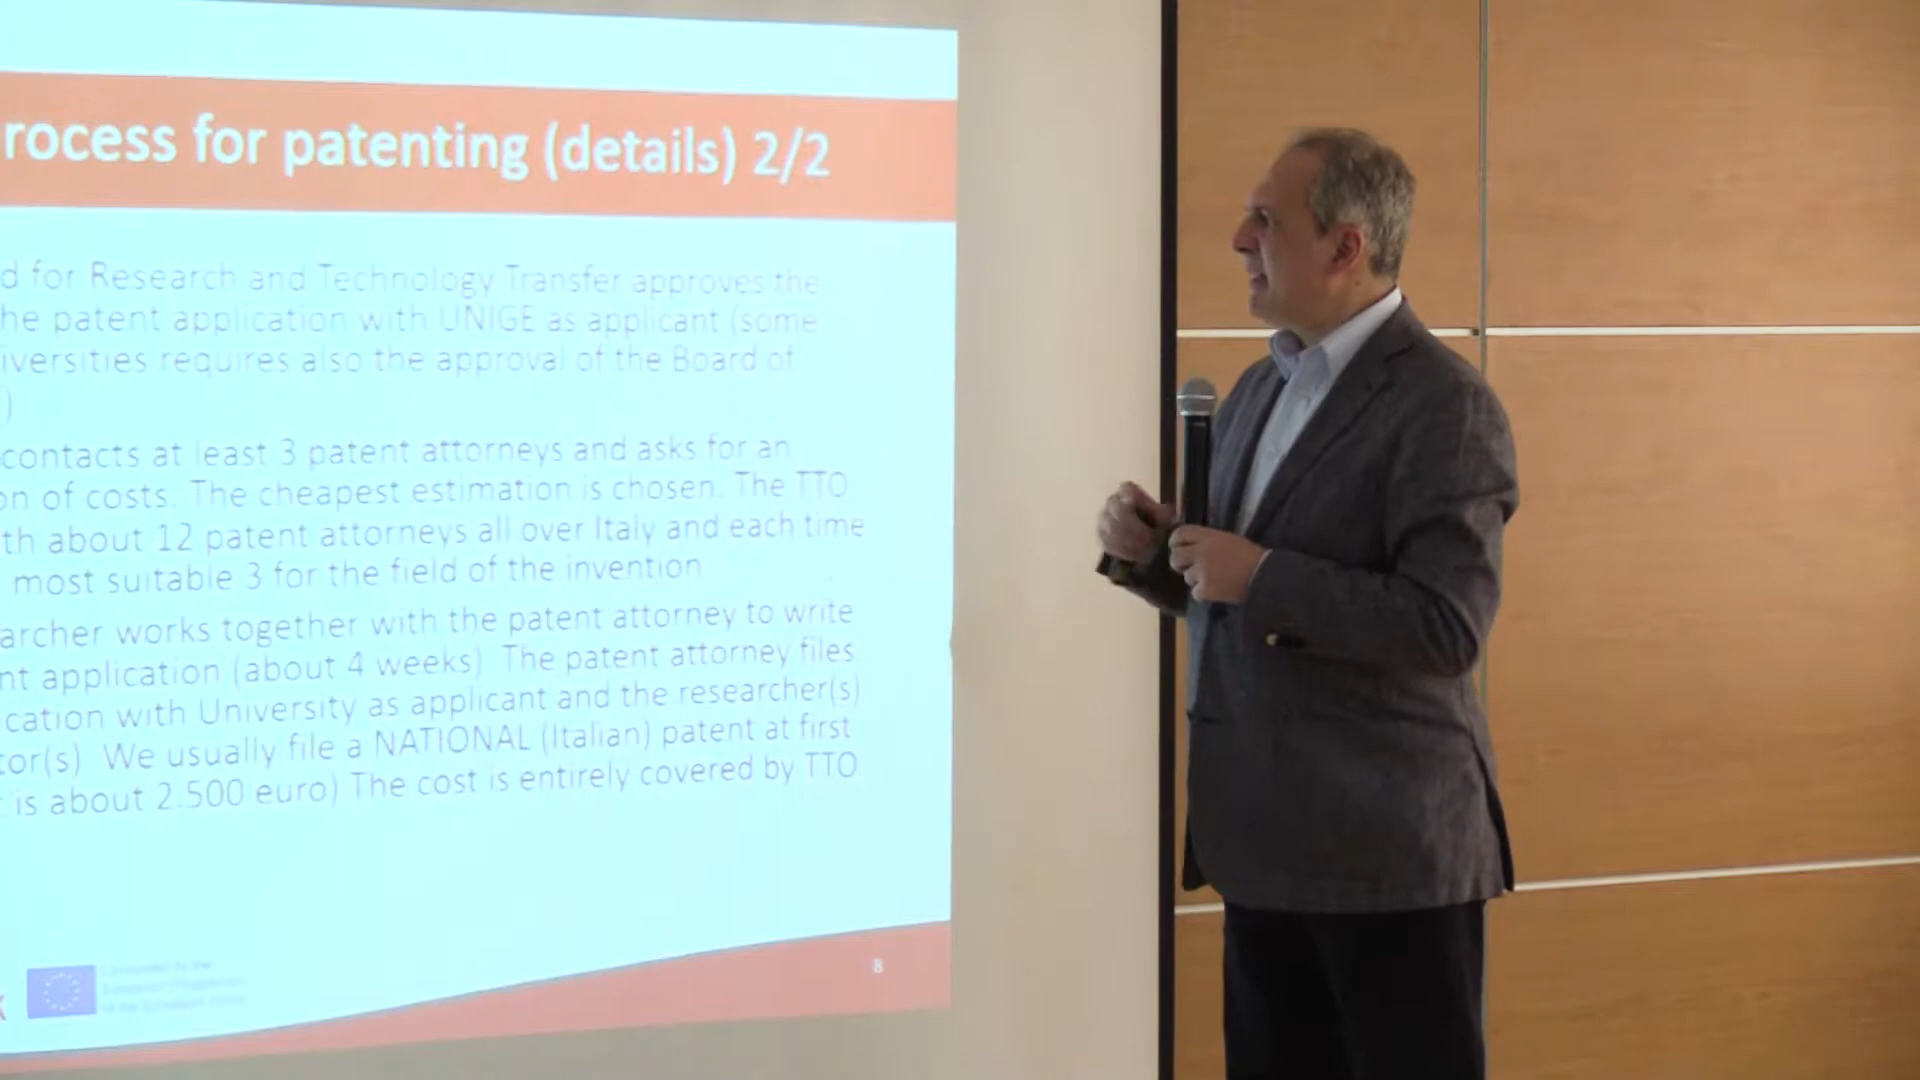 rocess for patenting (details) 2/2
d for Research and Technology Transfer approves the
he patent application with UNIGE as applicant (some
iversities requires also the approval of the Board of
)
contacts at least 3 patent attorneys and asks for an
on of costs. The cheapest estimation is chosen. The TTO
th about 12 patent attorneys all over Italy and each time
most suitable 3 for the field of the invention
archer works together with the patent attorney to write
nt application (about 4 weeks) The patent attorney files
cation with University as applicant and the researcher(s)
tor(s) We usually file a NATIONAL (Italian) patent at first
is about 2.500 euro) The cost is entirely covered by TTO
8